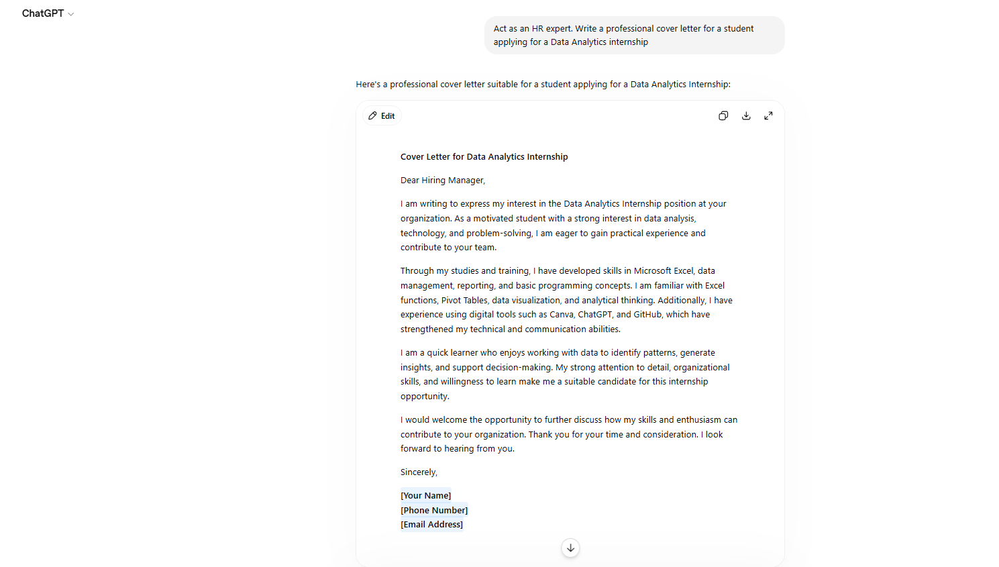 ChatGPT
Act as an HR expert. Write a professional cover letter for a student
applying for a Data Analytics internship
Here's a professional cover letter suitable for a student applying for a Data Analytics Internship:
Edit
Cover Letter for Data Analytics Internship
Dear Hiring Manager,
I am writing to express my interest in the Data Analytics Internship position at your
organization. As a motivated student with a strong interest in data analysis,
technology, and problem-solving, I am eager to gain practical experience and
contribute to your team.
Through my studies and training, I have developed skills in Microsoft Excel, data
management, reporting, and basic programming concepts. I am familiar with Excel
functions, Pivot Tables, data visualization, and analytical thinking. Additionally, I have
experience using digital tools such as Canva, ChatGPT, and GitHub, which have
strengthened my technical and communication abilities.
I am a quick learner who enjoys working with data to identify patterns, generate
insights, and support decision-making. My strong attention to detail, organizational
skills, and willingness to learn make me a suitable candidate for this internship
opportunity.
I would welcome the opportunity to further discuss how my skills and enthusiasm can
contribute to your organization. Thank you for your time and consideration. I look
forward to hearing from you.
Sincerely,
[Your Name]
[Phone Number]
[Email Address]